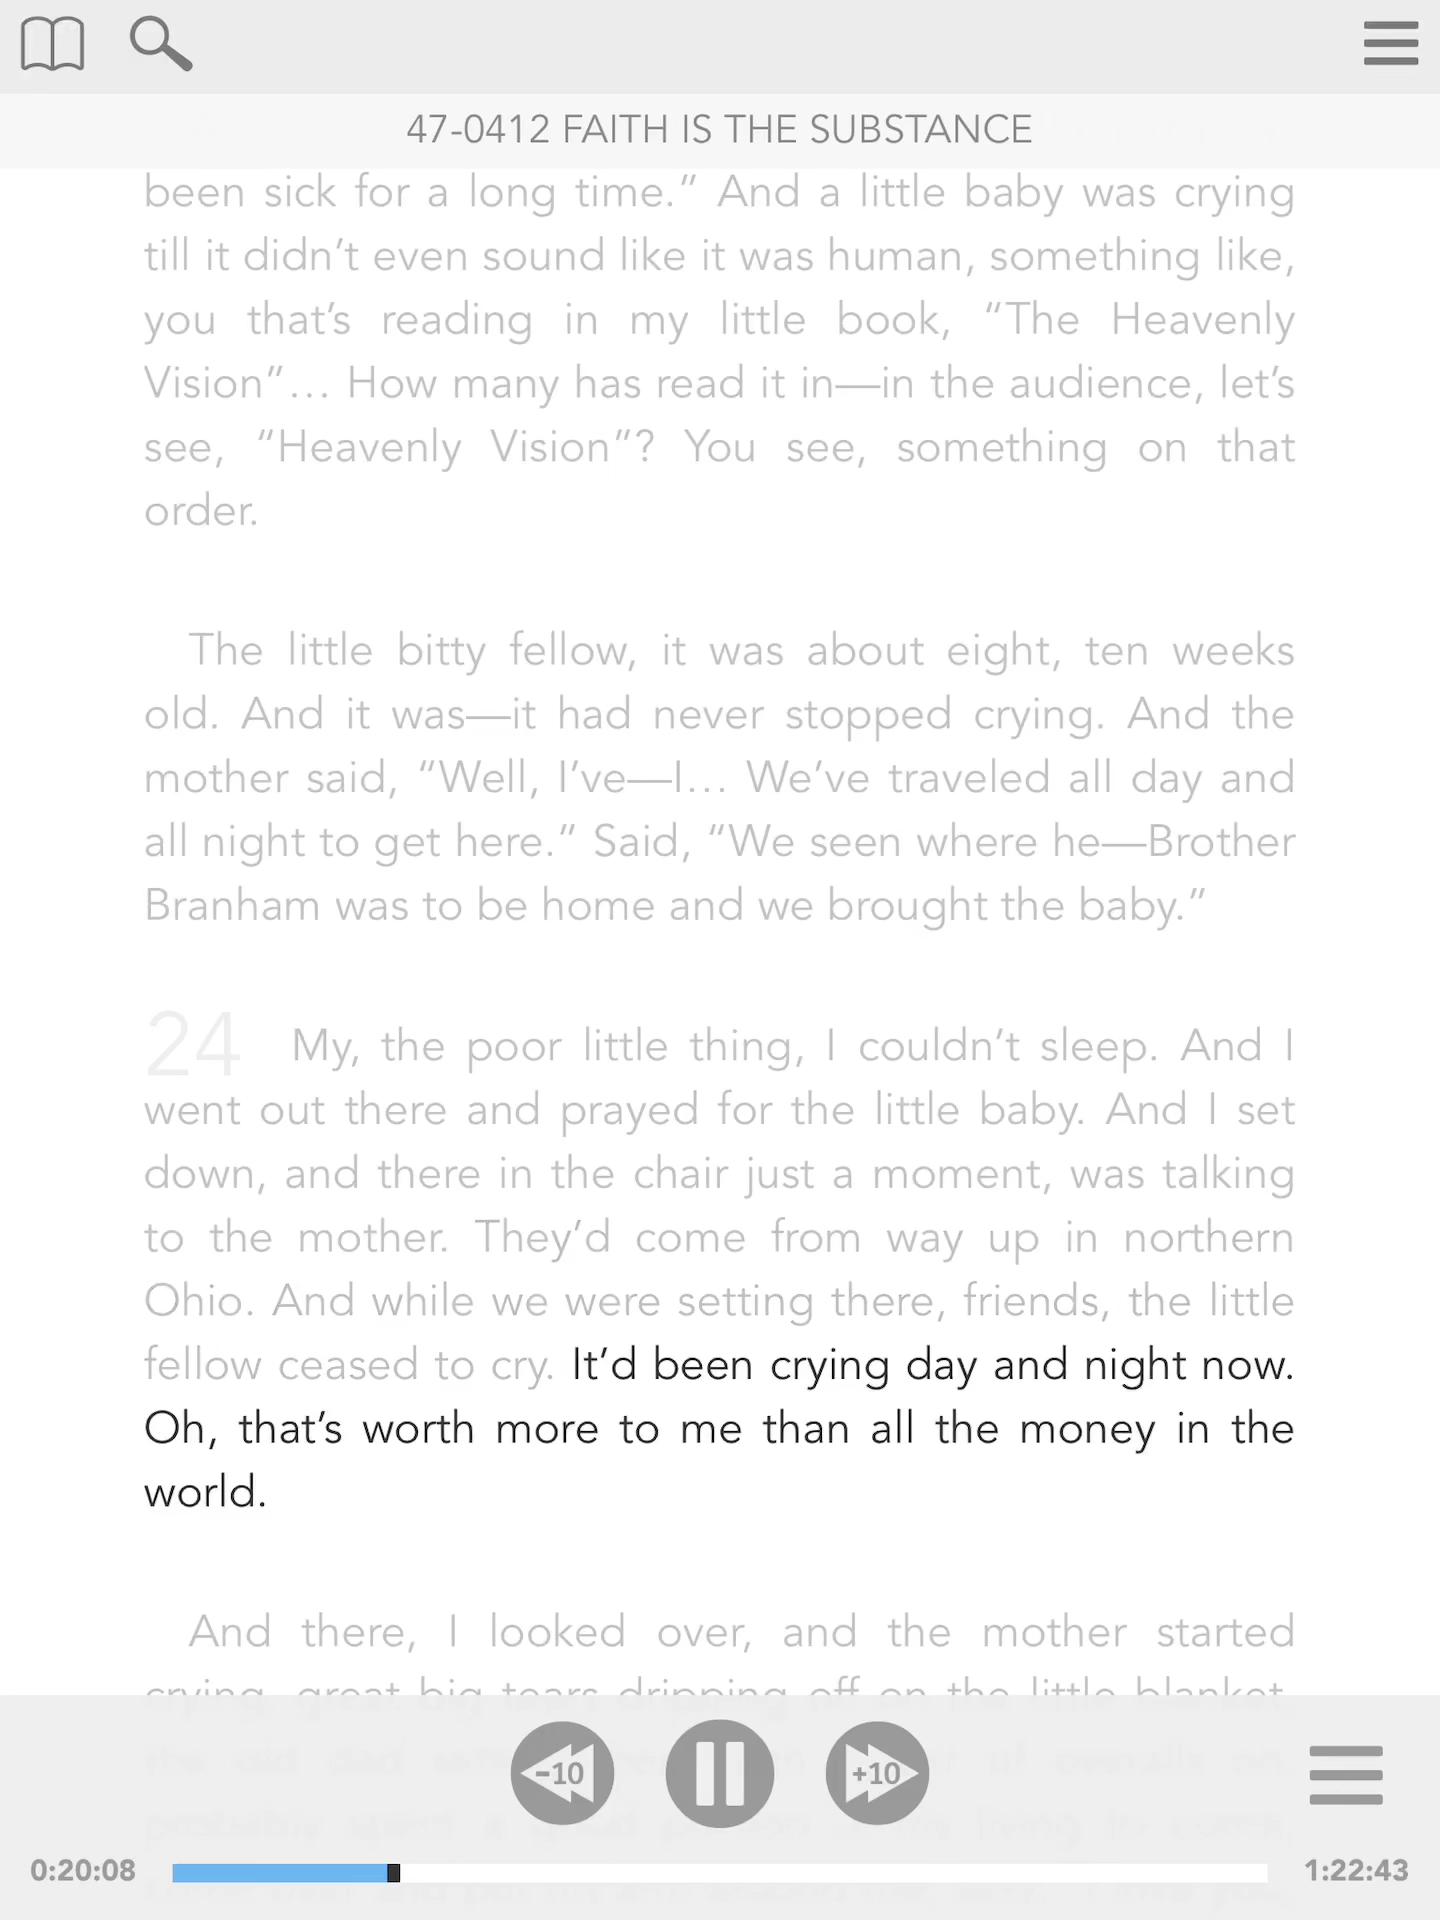 47-0412 FAITH IS THE SUBSTANCE
been sick for a long time.” And a little baby was crying
till it didn’t even sound like it was human, something like,
you that’s reading in my little book, “The Heavenly
Vision”… How many has read it in—in the audience, let’s
see, “Heavenly Vision”? You see, something on that
order.
The little bitty fellow, it was about eight, ten weeks
old. And it was—it had never stopped crying. And the
mother said, “Well, I’ve—I… We’ve traveled all day and
all night to get here.” Said, “We seen where he—Brother
Branham was to be home and we brought the baby.”
24 My, the poor little thing, I couldn’t sleep. And I
went out there and prayed for the little baby. And I set
down, and there in the chair just a moment, was talking
to the mother. They’d come from way up in northern
Ohio. And while we were setting there, friends, the little
fellow ceased to cry. It’d been crying day and night now.
Oh, that’s worth more to me than all the money in the
world.
And there, I looked over, and the mother started
crying, great big tears dripping off on the little blanket,
-10 +10
0:20:08 1:22:43